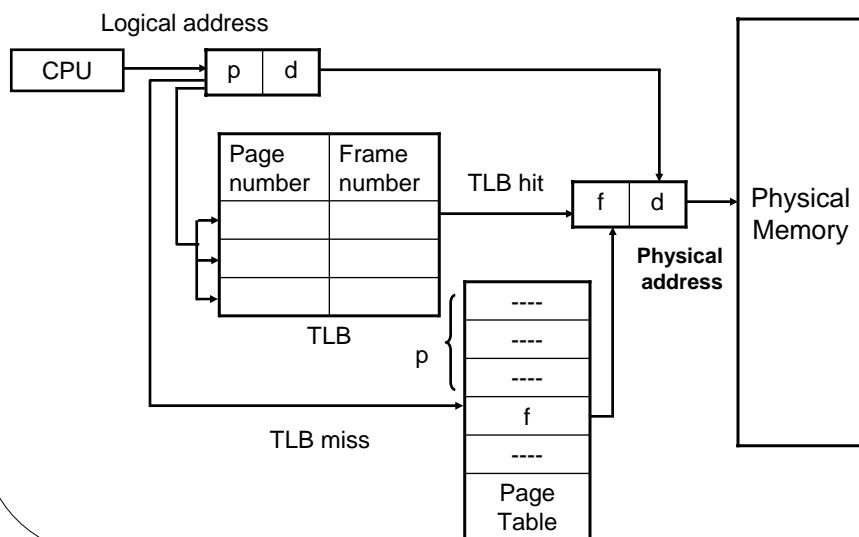 Logical address
CPU
p
d
Page
number
Frame
number
TLB hit
f
d
Physical
Memory
Physical
address
TLB
p
----
----
----
f
----
TLB miss
Page
Table